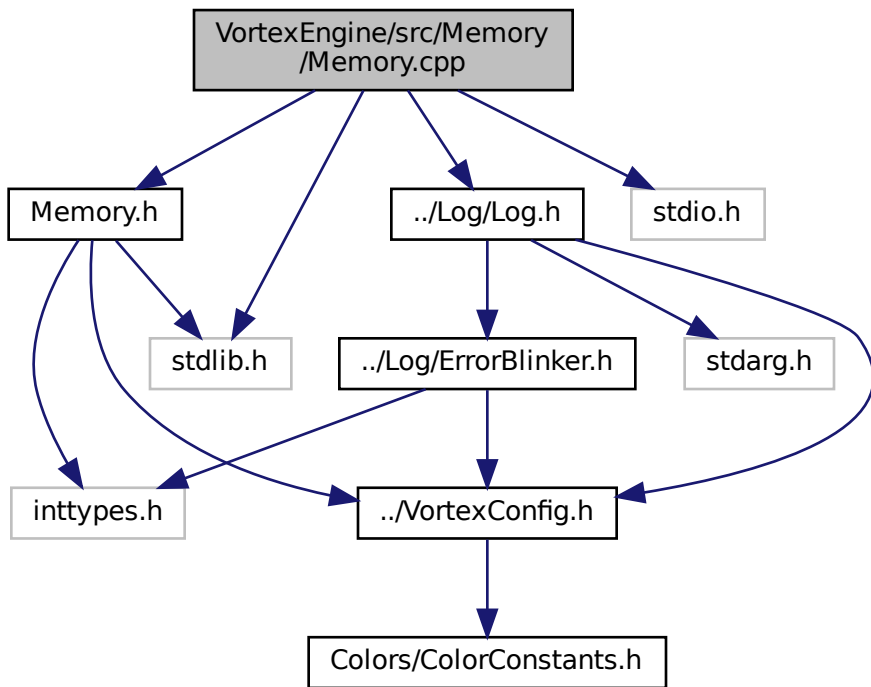 VortexEngine/src/Memory
/Memory.cpp
Memory.h
../Log/Log.h
stdio.h
stdlib.h
../Log/ErrorBlinker.h
stdarg.h
inttypes.h
../VortexConfig.h
Colors/ColorConstants.h